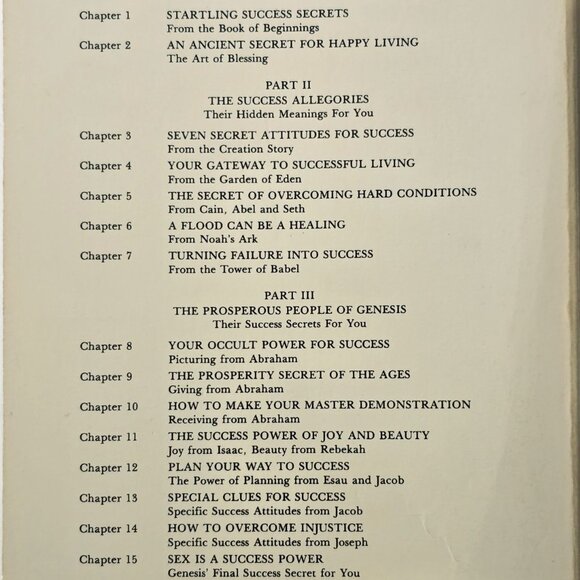 Chapter 1 STARTLING SUCCESS SECRETS
From the Book of Beginnings
Chapter 2 AN ANCIENT SECRET FOR HAPPY LIVING
The Art of Blessing
PART II
THE SUCCESS ALLEGORIES
Their Hidden Meanings For You
Chapter 3 SEVEN SECRET ATTITUDES FOR SUCCESS
From the Creation Story
Chapter 4 YOUR GATEWAY TO SUCCESSFUL LIVING
From the Garden of Eden
Chapter 5 THE SECRET OF OVERCOMING HARD CONDITIONS
From Cain, Abel and Seth
Chapter 6 A FLOOD CAN BE A HEALING
From Noah's Ark
Chapter 7 TURNING FAILURE INTO SUCCESS
From the Tower of Babel
PART III
THE PROSPEROUS PEOPLE OF GENESIS
Their Success Secrets For You
Chapter 8 YOUR OCCULT POWER FOR SUCCESS
Picturing from Abraham
Chapter 9 THE PROSPERITY SECRET OF THE AGES
Giving from Abraham
Chapter 10 HOW TO MAKE YOUR MASTER DEMONSTRATION
Receiving from Abraham
Chapter 11 THE SUCCESS POWER OF JOY AND BEAUTY
Joy from Isaac, Beauty from Rebekah
Chapter 12 PLAN YOUR WAY TO SUCCESS
The Power of Planning from Esau and Jacob
Chapter 13 SPECIAL CLUES FOR SUCCESS
Specific Success Attitudes from Jacob
Chapter 14 HOW TO OVERCOME INJUSTICE
Specific Success Attitudes from Joseph
Chapter 15 SEX IS A SUCCESS POWER
Genesis' Final Success Secret for You